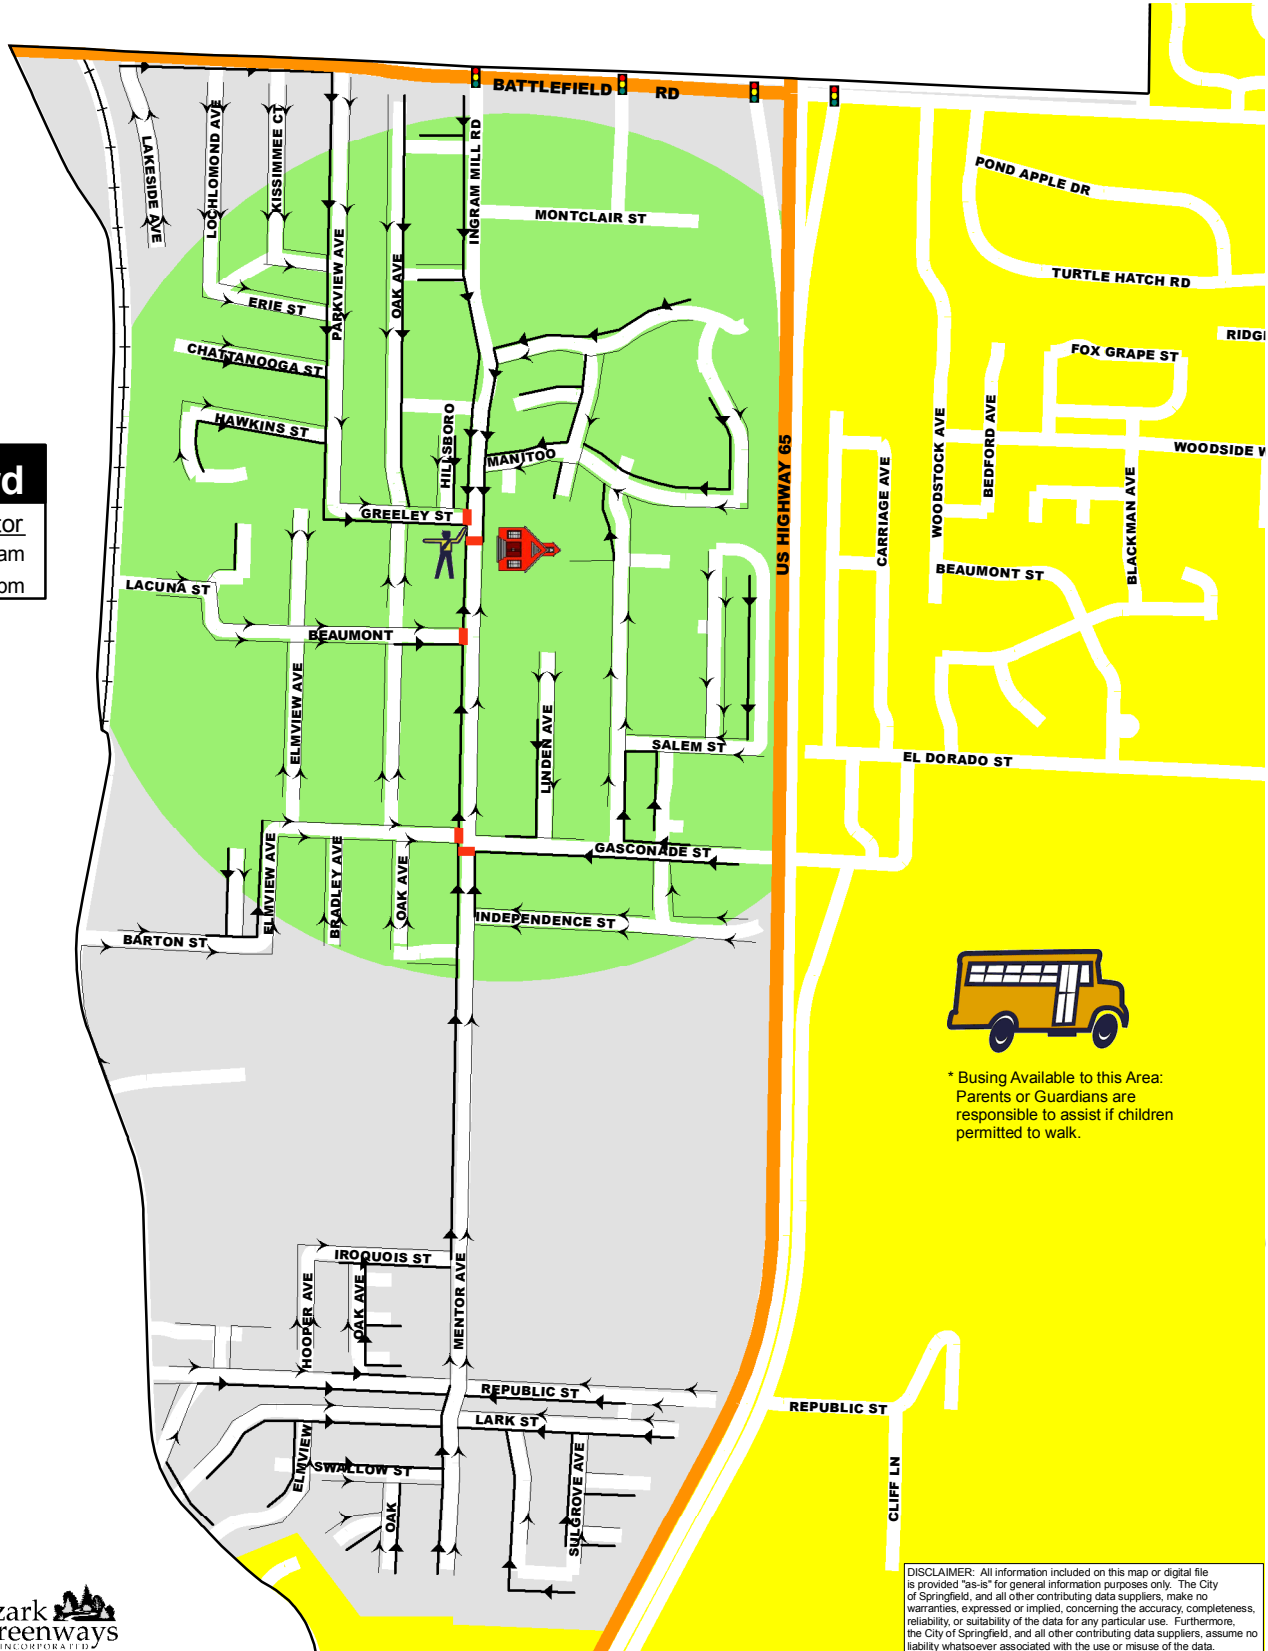 BATTLEFIELD RD
LAKESIDE AVE
LOCHLOMOND AVE
KISSIMMEE CT
PARKVIEW AVE
OAK AVE
INGRAM MILL RD
MONTCLAIR ST
POND APPLE DR
TURTLE HATCH RD
ERIE ST
CHATTANOOGA ST
HAWKINS ST
HILLSBORO
MANITOO
GREELEY ST
US HIGHWAY 65
FOX GRAPE ST
WOODSIDE W
WOODSTOCK AVE
BEDFORD AVE
CARRIAGE AVE
BLACKMAN AVE
BEAUMONT ST
rd
tor
am
LACUNA ST
BEAUMONT
ELMVIEW AVE
LINDEN AVE
SALEM ST
EL DORADO ST
ELMVIEW AVE
BRADLEY AVE
OAK AVE
GASCONADE ST
INDEPENDENCE ST
BARTON ST
* Busing Available to this Area:
Parents or Guardians are
responsible to assist if children
permitted to walk.
IROQUOIS ST
HOOPER AVE
OAK AVE
MENTOR AVE
REPUBLIC ST
LARK ST
REPUBLIC ST
ELMVIEW
SWALLOW ST
OAK
SULGROVE AVE
CLIFF LN
DISCLAIMER: All information included on this map or digital file
is provided "as-is" for general information purposes only. The City
of Springfield, and all other contributing data suppliers, make no
warranties, expressed or implied, concerning the accuracy, completeness,
reliability, or suitability of the data for any particular use. Furthermore,
the City of Springfield, and all other contributing data suppliers, assume no
liability whatsoever associated with the use or misuse of the data.
zark
reenways
INCORPORATED